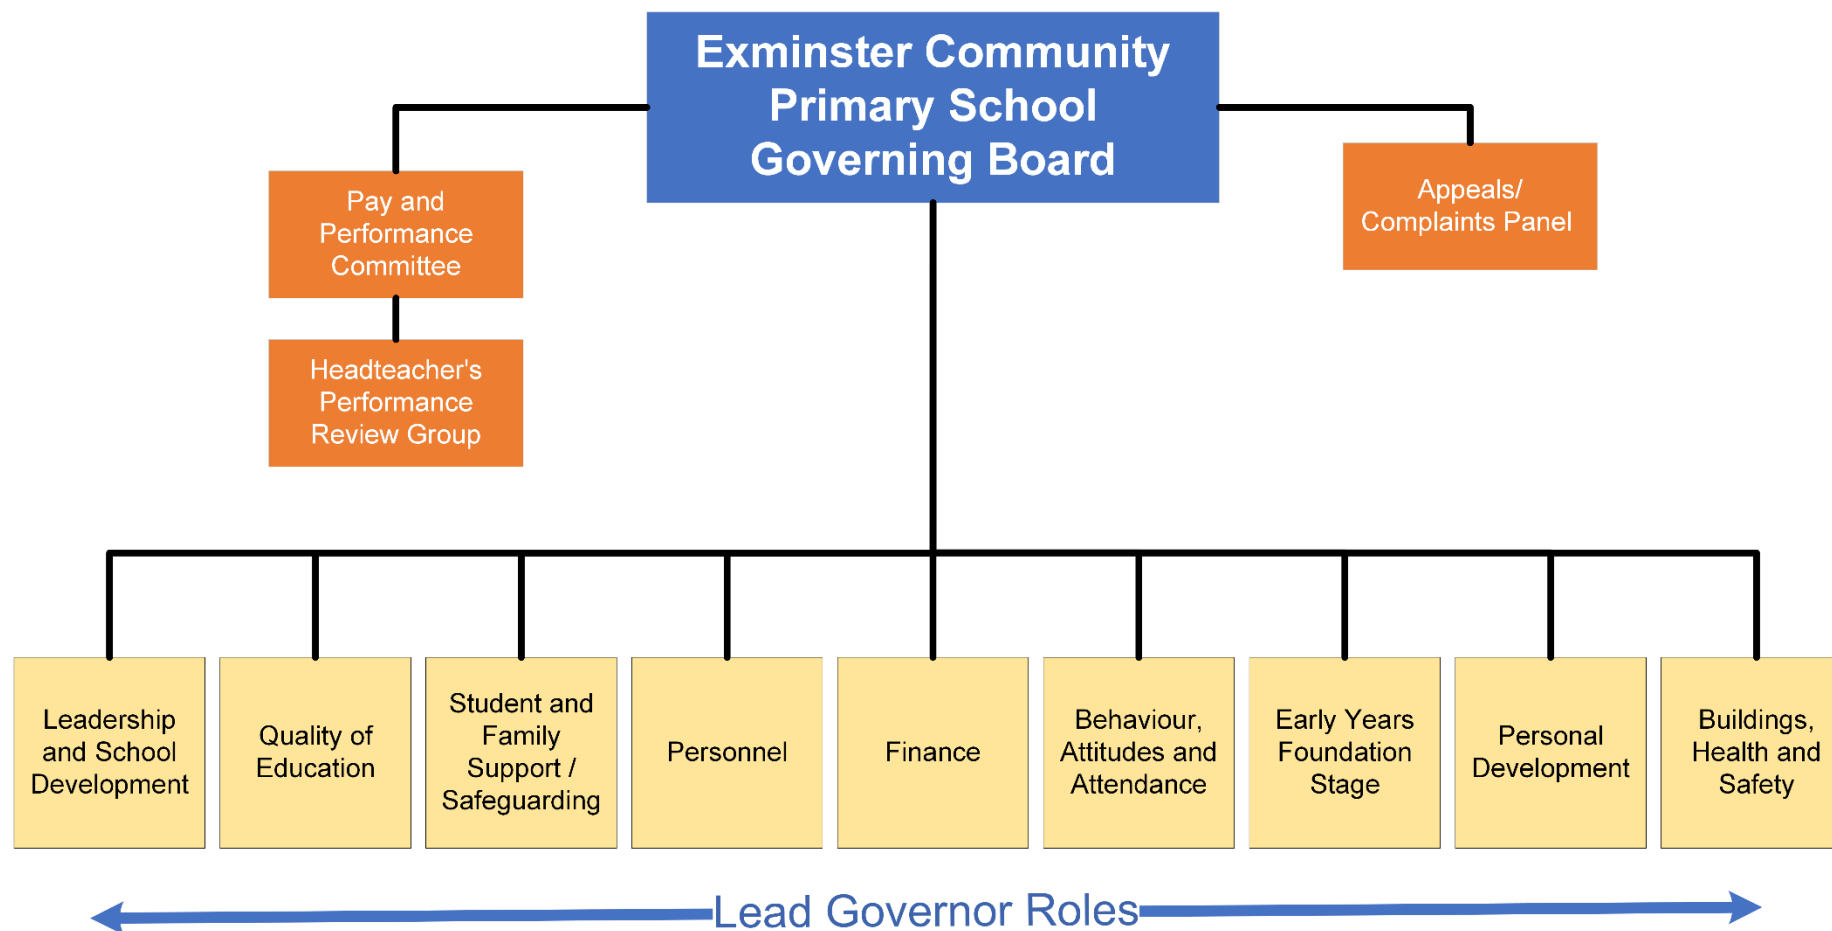 Exminster Community
Primary School
Governing Board
Pay and
Performance
Committee
Appeals/
Complaints Panel
Headteacher's
Performance
Review Group
Leadership
and School
Development
Quality of
Education
Student and
Family
Support /
Safeguarding
Personnel
Finance
Behaviour,
Attitudes and
Attendance
Early Years
Foundation
Stage
Personal
Development
Buildings,
Health and
Safety
Lead Governor Roles